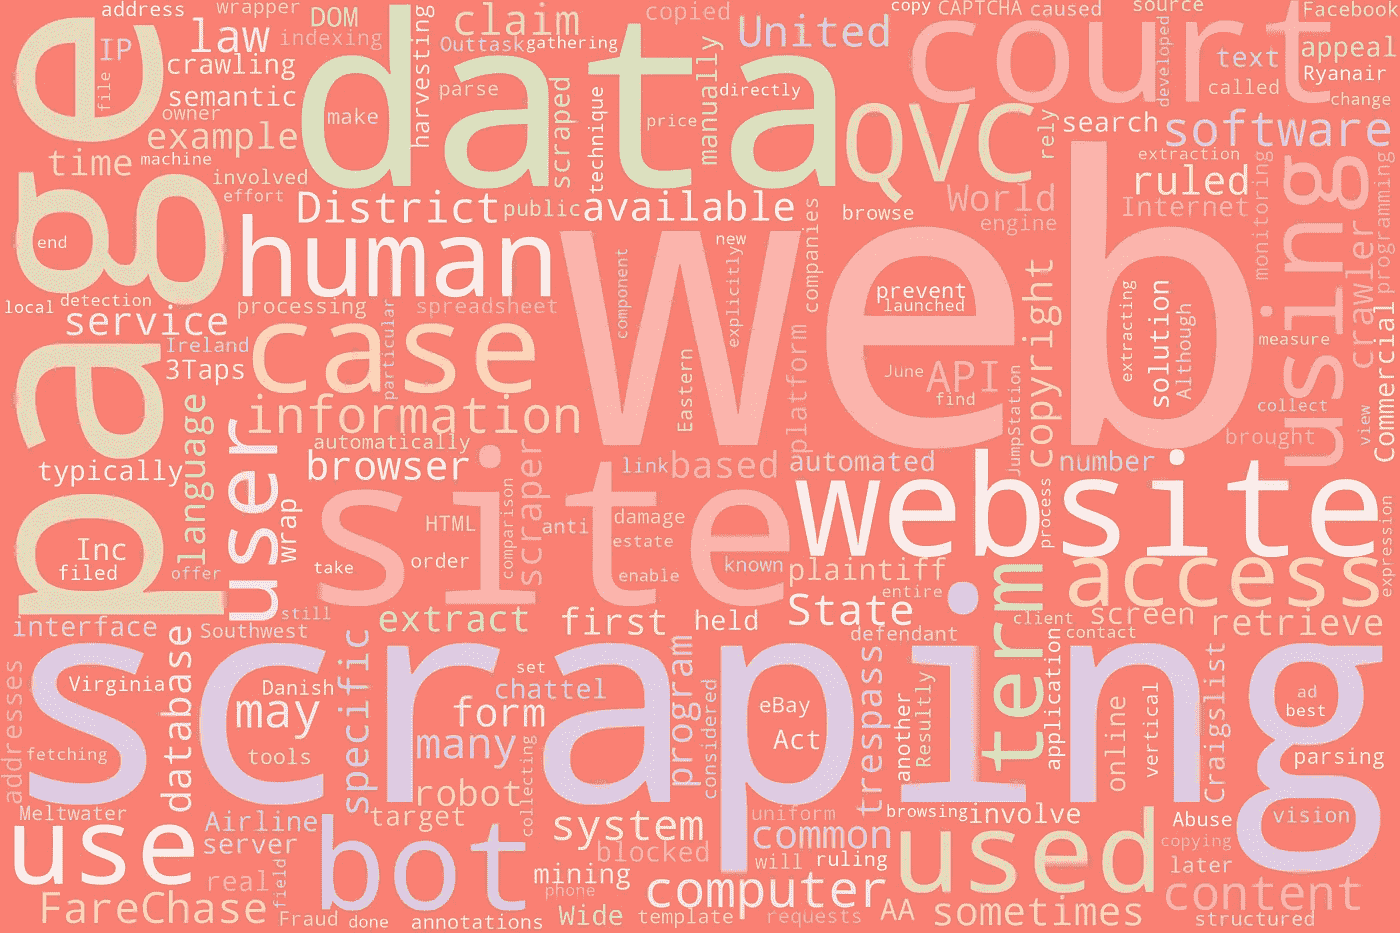 address
wrapper
DOM
claim
copied
copy
CAPTCHA
caused
source
Facebook
IP
law
indexing
Outtask
gathering
United
court
developed
text
appeal
file
crawling
harvesting
data
parse
scraped
technique
manually
directly
called
Ryanair
change
semantic
owner
make
price
QVC
rely
search
software
example
time
machine
involved
effort
extraction
ruled
monitoring
using
programming
page
District
public
available
browse
World
engine
Internet
end
human
web
component
new
explicitly
companies
crawler
local
detection
processing
spreadsheet
prevent
launched
copyright
extracting
solution
Although
measure
Commercial
service
Ireland
3Taps
case
particular
Eastern
platform
June
API
find
JumpStation
collect
view
language
information
automatically
brought
typically
user
browser
site
scraper
link
based
automated
number
wrap
comparison
website
process
expression
Inc
filed
offer
HTML
anti
damage
estate
take
order
enable
known
plaintiff
access
entire
State
term
client
screen
retrieve
still
interface
Southwest
extract
first
held
defendant
contact
addresses
scraping
database
specific
program
trespass
application
Craigslist
Virginia
Danish
may
set
chattel
form
considered
eBay
Act
another
Resultly
online
vertical
ad
best
fetching
tools
many
collecting
parsing
robot
target
Meltwater
use
Airline
server
bot
system
blocked
uniform
common
will
ruling
browsing
involve
used
Abuse
copying
vision
later
real
field
mining
phone
computer
content
FareChase
Fraud
done
annotations
Wide
template
requests
AA
sometimes
structured